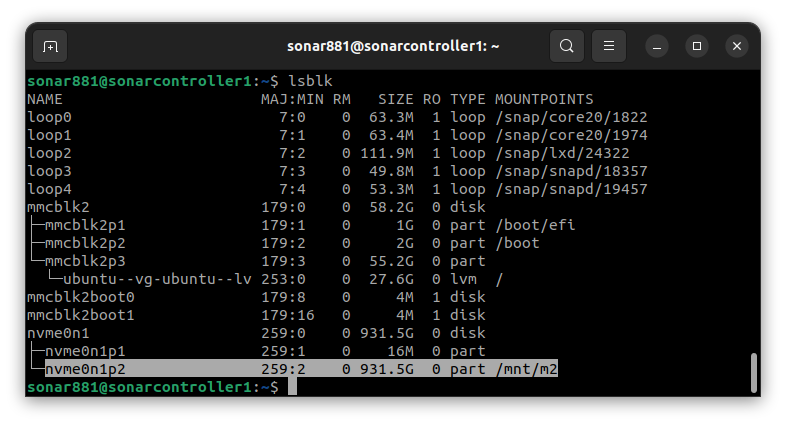 sonar881@sonarcontroller1: ~
sonar881@sonarcontroller1:~$ lsblk
NAME                      MAJ:MIN RM   SIZE RO TYPE MOUNTPOINTS
loop0                       7:0    0  63.3M  1 loop /snap/core20/1822
loop1                       7:1    0  63.4M  1 loop /snap/core20/1974
loop2                       7:2    0 111.9M  1 loop /snap/lxd/24322
loop3                       7:3    0  49.8M  1 loop /snap/snapd/18357
loop4                       7:4    0  53.3M  1 loop /snap/snapd/19457
mmcblk2                   179:0    0  58.2G  0 disk
├─mmcblk2p1               179:1    0     1G  0 part /boot/efi
├─mmcblk2p2               179:2    0     2G  0 part /boot
└─mmcblk2p3               179:3    0  55.2G  0 part
  └─ubuntu--vg-ubuntu--lv 253:0    0  27.6G  0 lvm  /
mmcblk2boot0              179:8    0     4M  1 disk
mmcblk2boot1              179:16   0     4M  1 disk
nvme0n1                   259:0    0 931.5G  0 disk
├─nvme0n1p1               259:1    0    16M  0 part
└─nvme0n1p2               259:2    0 931.5G  0 part /mnt/m2
sonar881@sonarcontroller1:~$